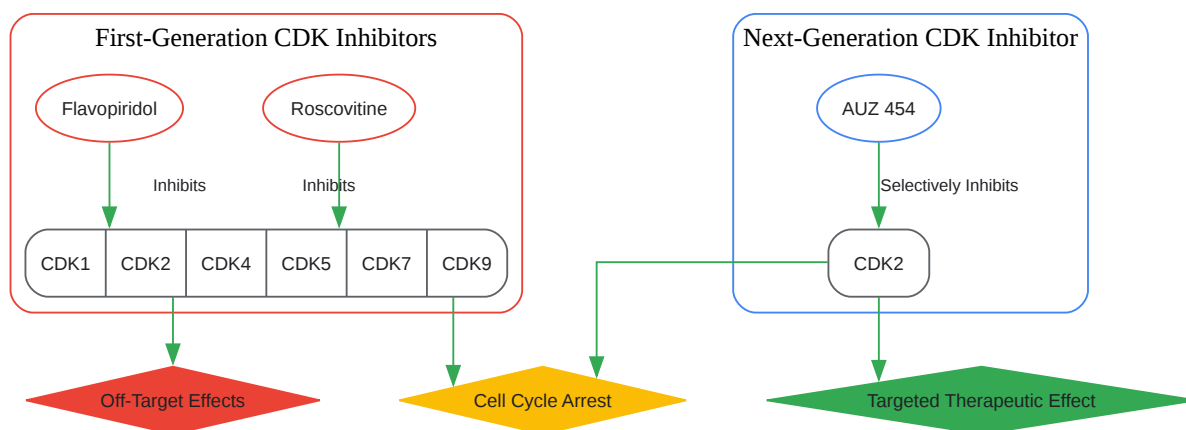 First-Generation CDK Inhibitors
Next-Generation CDK Inhibitor
Flavopiridol
Roscovitine
AUZ 454
Inhibits
Inhibits
Selectively Inhibits
CDK1
CDK2
CDK4
CDK5
CDK7
CDK9
CDK2
Off-Target Effects
Cell Cycle Arrest
Targeted Therapeutic Effect